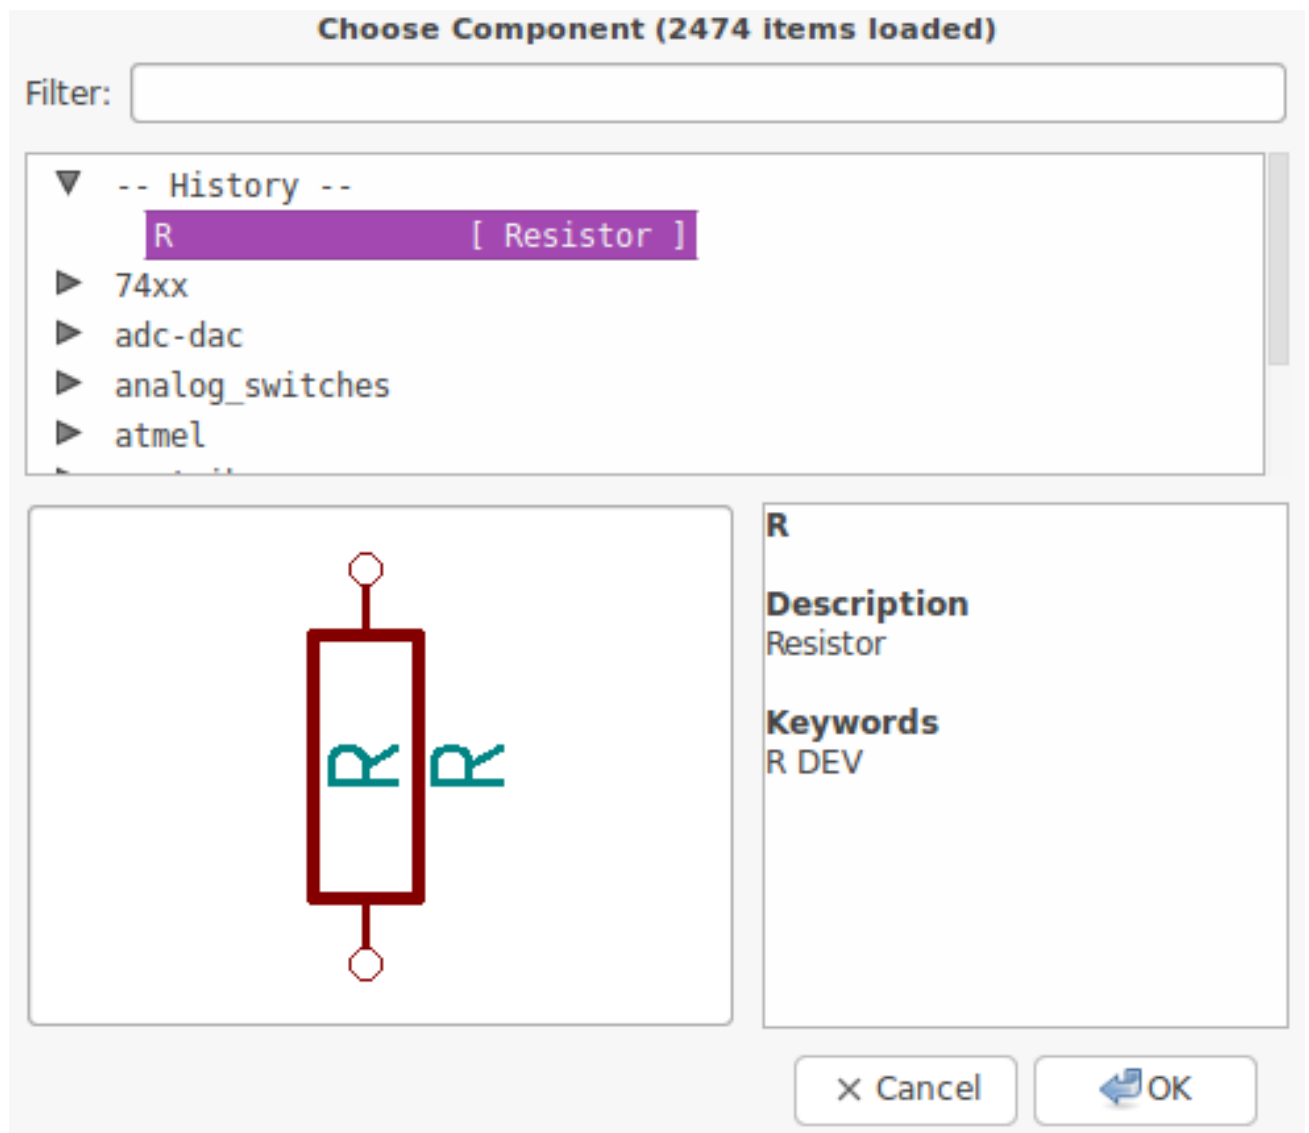 Choose Component (2474 items loaded)
Filter:
-- History --
R [ Resistor ]
74xx
adc-dac
analog_switches
atmel
R R
R
Description
Resistor
Keywords
R DEV
Cancel
OK